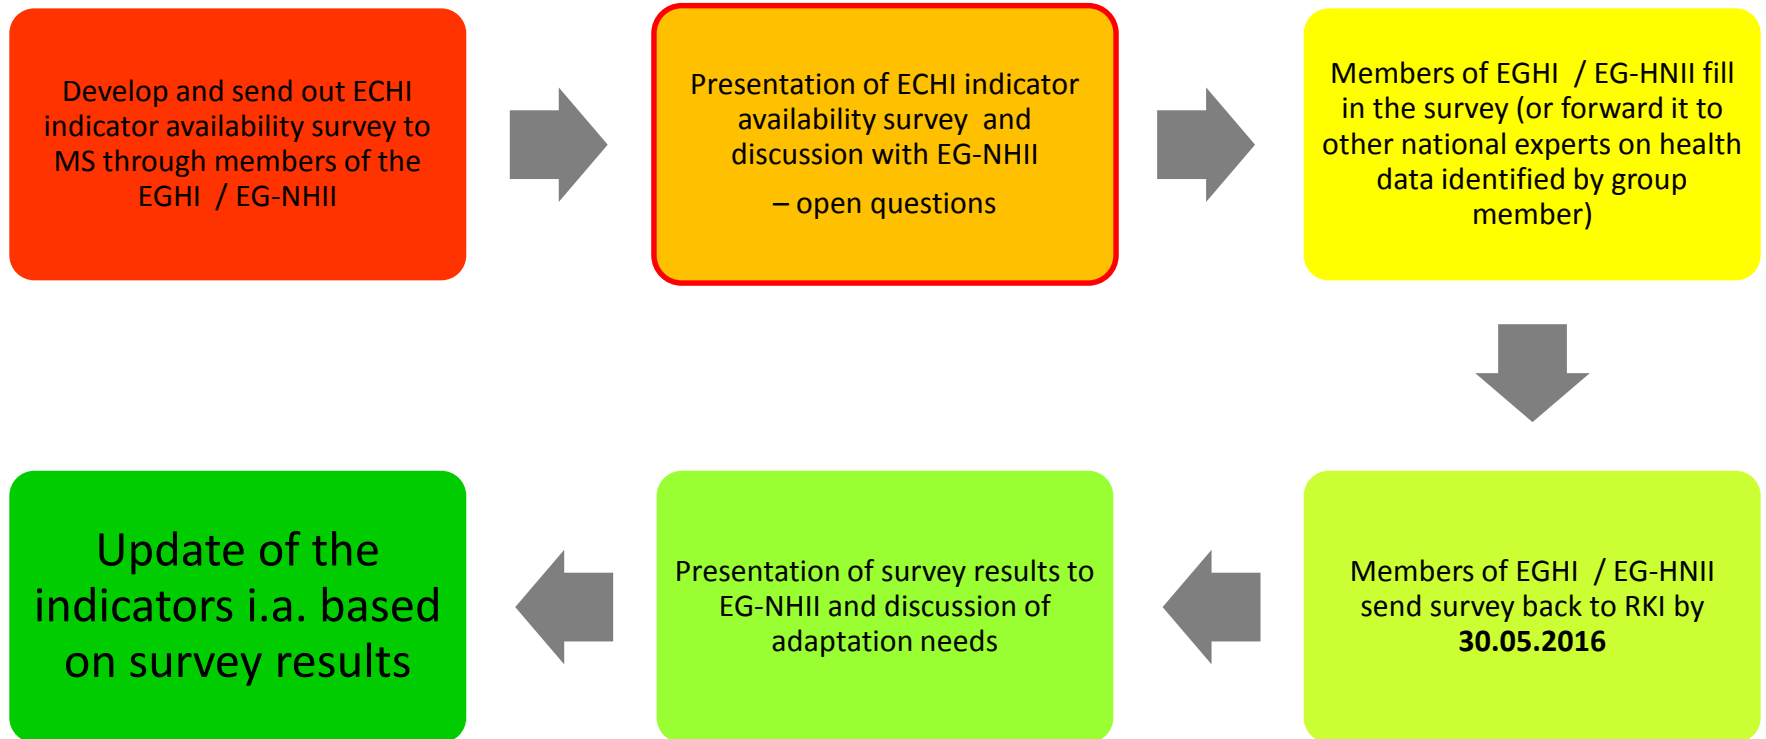 Develop and send out ECHI
indicator availability survey to
MS through members of the
EGHI / EG-NHII
Presentation of ECHI indicator
availability survey and
discussion with EG-NHII
– open questions
Members of EGHI / EG-HNII fill
in the survey (or forward it to
other national experts on health
data identified by group
member)
Members of EGHI / EG-HNII
send survey back to RKI by
30.05.2016
Presentation of survey results to
EG-NHII and discussion of
adaptation needs
Update of the
indicators i.a. based
on survey results